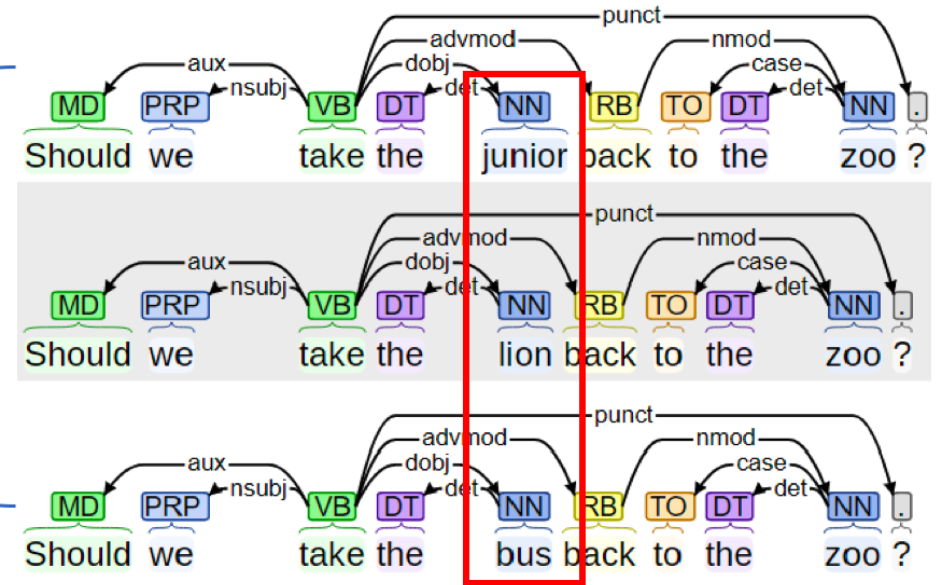 punct
advmod nmod
aux dobj case
nsubj det det
MD PRP VB DT NN RB TO DT NN .
Should we take the junior back to the zoo ?
punct
advmod nmod
aux dobj case
nsubj det det
MD PRP VB DT NN RB TO DT NN .
Should we take the lion back to the zoo ?
punct
advmod nmod
aux dobj case
nsubj det det
MD PRP VB DT NN RB TO DT NN .
Should we take the bus back to the zoo ?